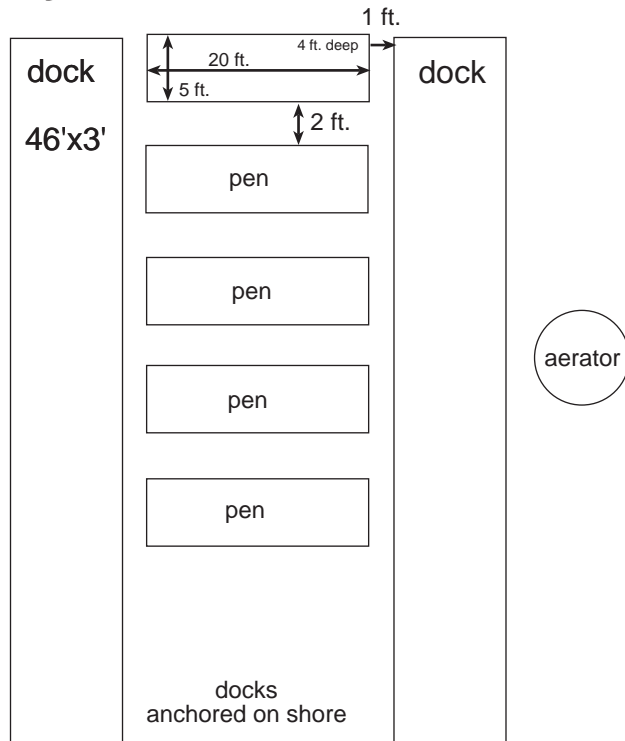 1 ft.
4 ft. deep
dock
20 ft.
dock
5 ft.
46'x3'
2 ft.
pen
pen
aerator
pen
pen
docks
anchored on shore